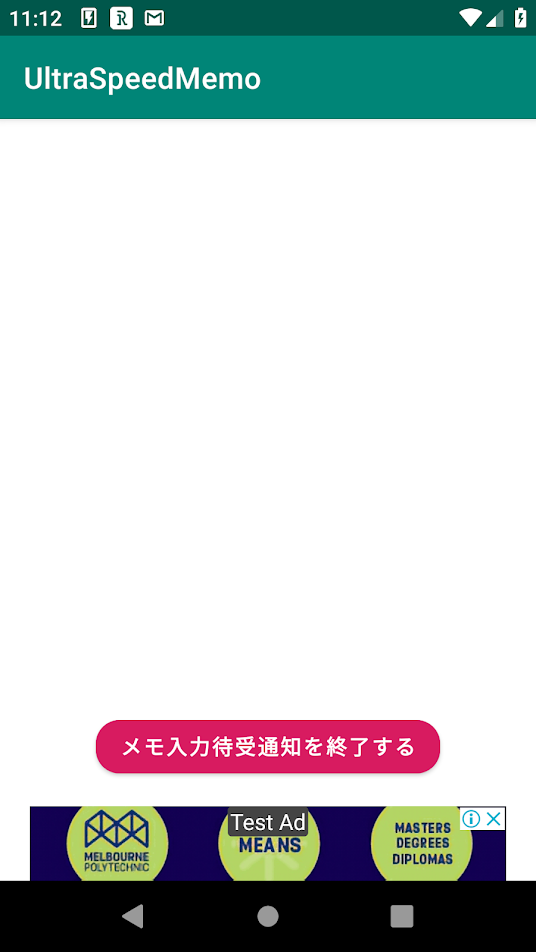 11:12
UltraSpeedMemo
メモ入力待受通知を終了する
Test Ad
MELBOURNE
POLYTECHNIC
MEANS
MASTERS
DEGREES
DIPLOMAS